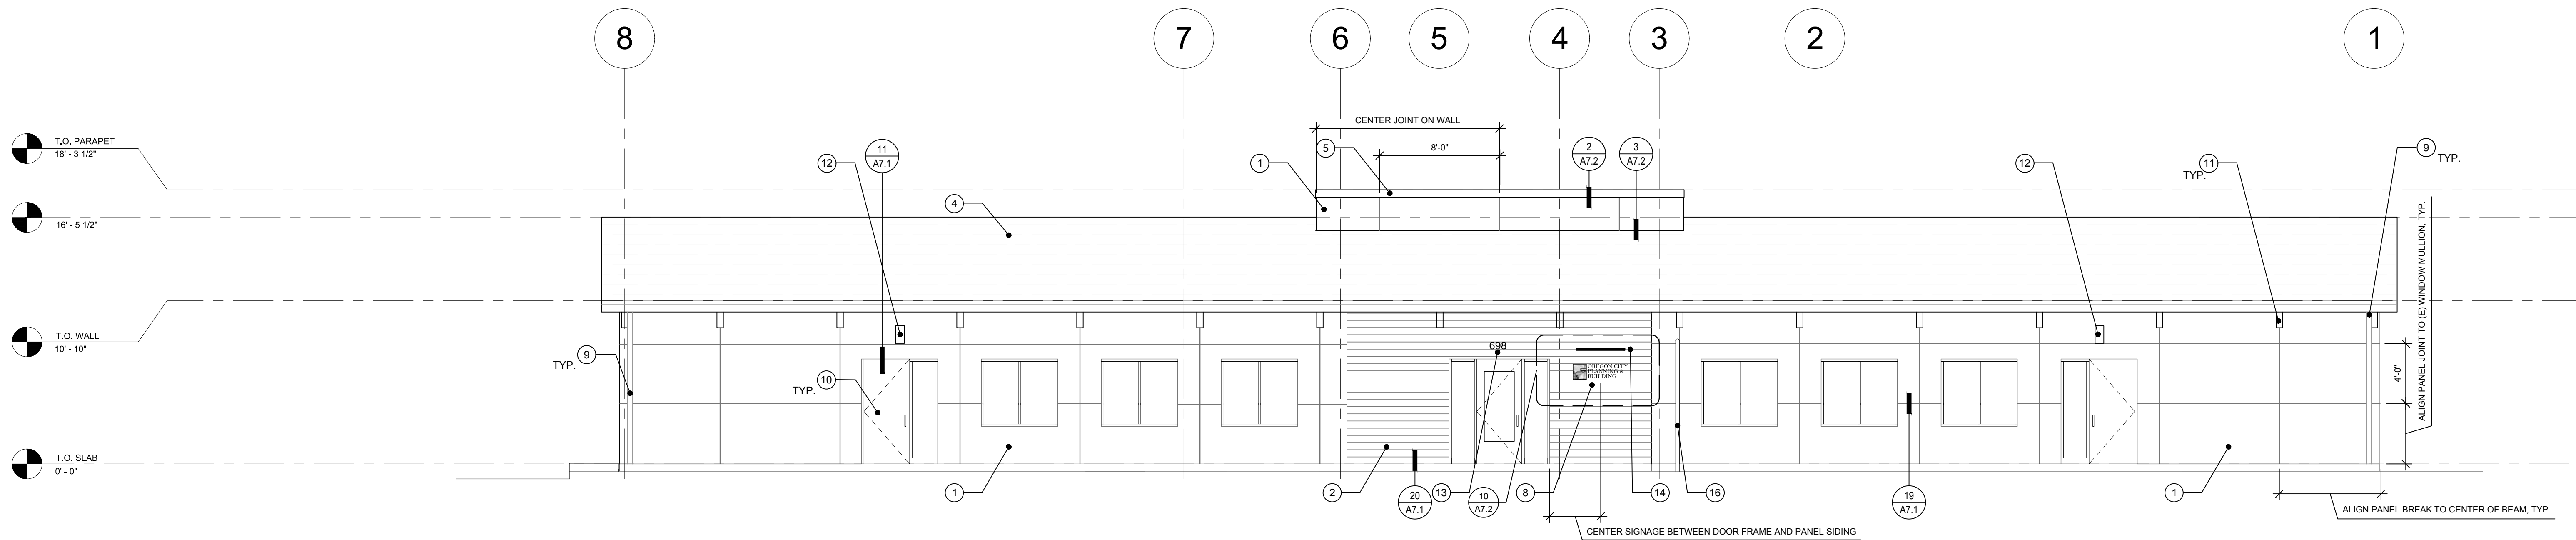 8
7
6
5
4
3
2
1
T.O. PARAPET
18' - 3 1/2"
16' - 5 1/2"
T.O. WALL
10' - 10"
T.O. SLAB
0' - 0"
CENTER JOINT ON WALL
8'-0"
5
1
2
A7.2
3
A7.2
11
A7.1
12
4
12
TYP.
11
9
TYP.
9
TYP.
TYP.
10
698
OREGON CITY
PLANNING &
BUILDING
ALIGN PANEL JOINT TO (E) WINDOW MULLION, TYP.
4'-0"
1
2
20
A7.1
13
10
A7.2
8
14
16
19
A7.1
1
ALIGN PANEL BREAK TO CENTER OF BEAM, TYP.
CENTER SIGNAGE BETWEEN DOOR FRAME AND PANEL SIDING